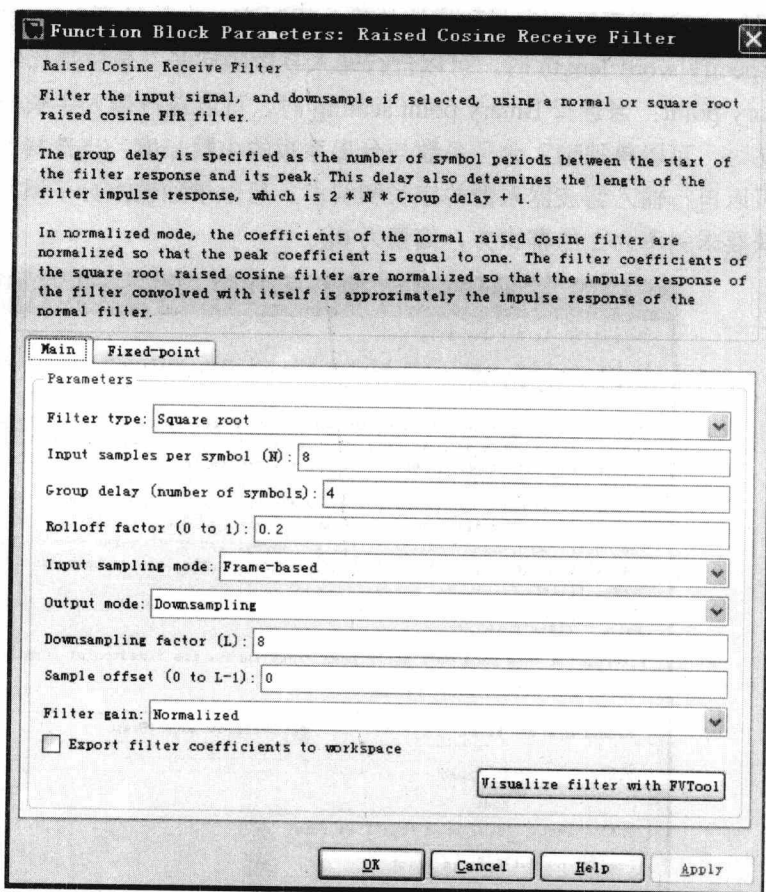 Function Block Parameters: Raised Cosine Receive Filter
Raised Cosine Receive Filter
Filter the input signal, and downsample if selected, using a normal or square root
raised cosine FIR filter.
The group delay is specified as the number of symbol periods between the start of
the filter response and its peak. This delay also determines the length of the
filter impulse response, which is 2 * N * Group delay + 1.
In normalized mode, the coefficients of the normal raised cosine filter are
normalized so that the peak coefficient is equal to one. The filter coefficients of
the square root raised cosine filter are normalized so that the impulse response of
the filter convolved with itself is approximately the impulse response of the
normal filter.
Main Fixed-point
Parameters
Filter type: Square root
Input samples per symbol (N): 8
Group delay (number of symbols): 4
Rolloff factor (0 to 1): 0.2
Input sampling mode: Frame-based
Output mode: Downsampling
Downsampling factor (L): 8
Sample offset (0 to L-1): 0
Filter gain: Normalized
Export filter coefficients to workspace
Visualize filter with FVTool
OK Cancel Help Apply